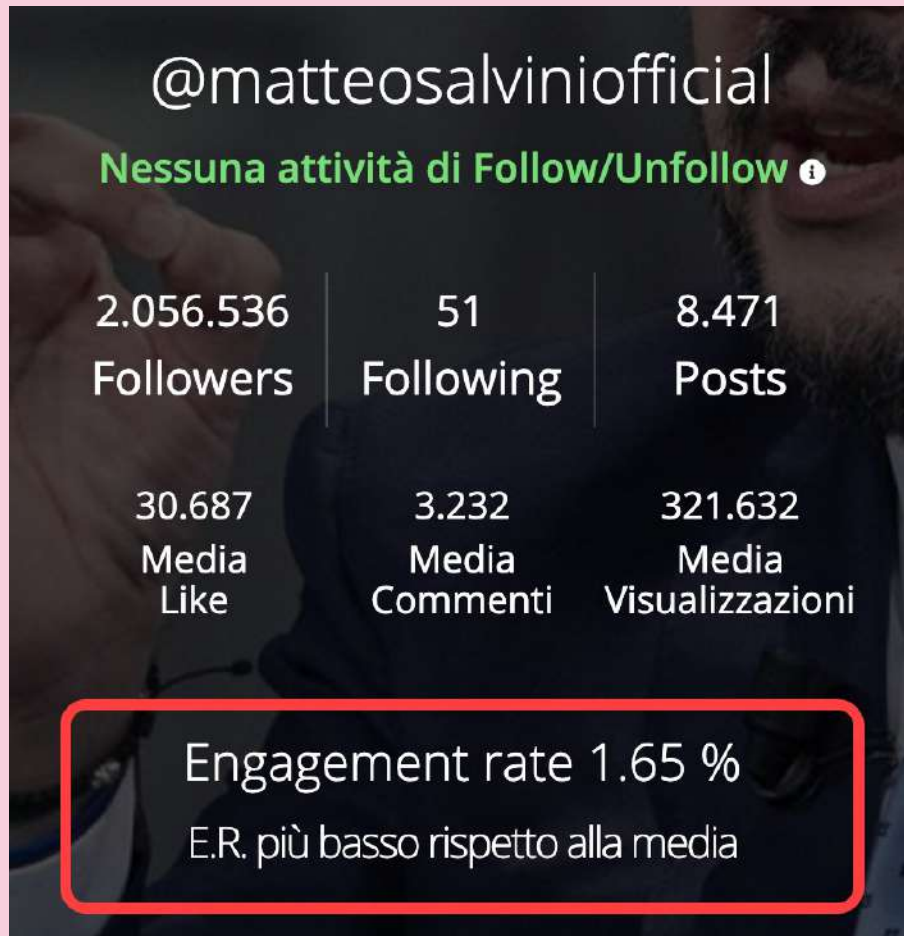 @matteosalviniofficial
Nessuna attività di Follow/Unfollow i
2.056.536 51 8.471
Followers Following Posts
30.687 3.232 321.632
Media Media Media
Like Commenti Visualizzazioni
Engagement rate 1.65 %
E.R. più basso rispetto alla media